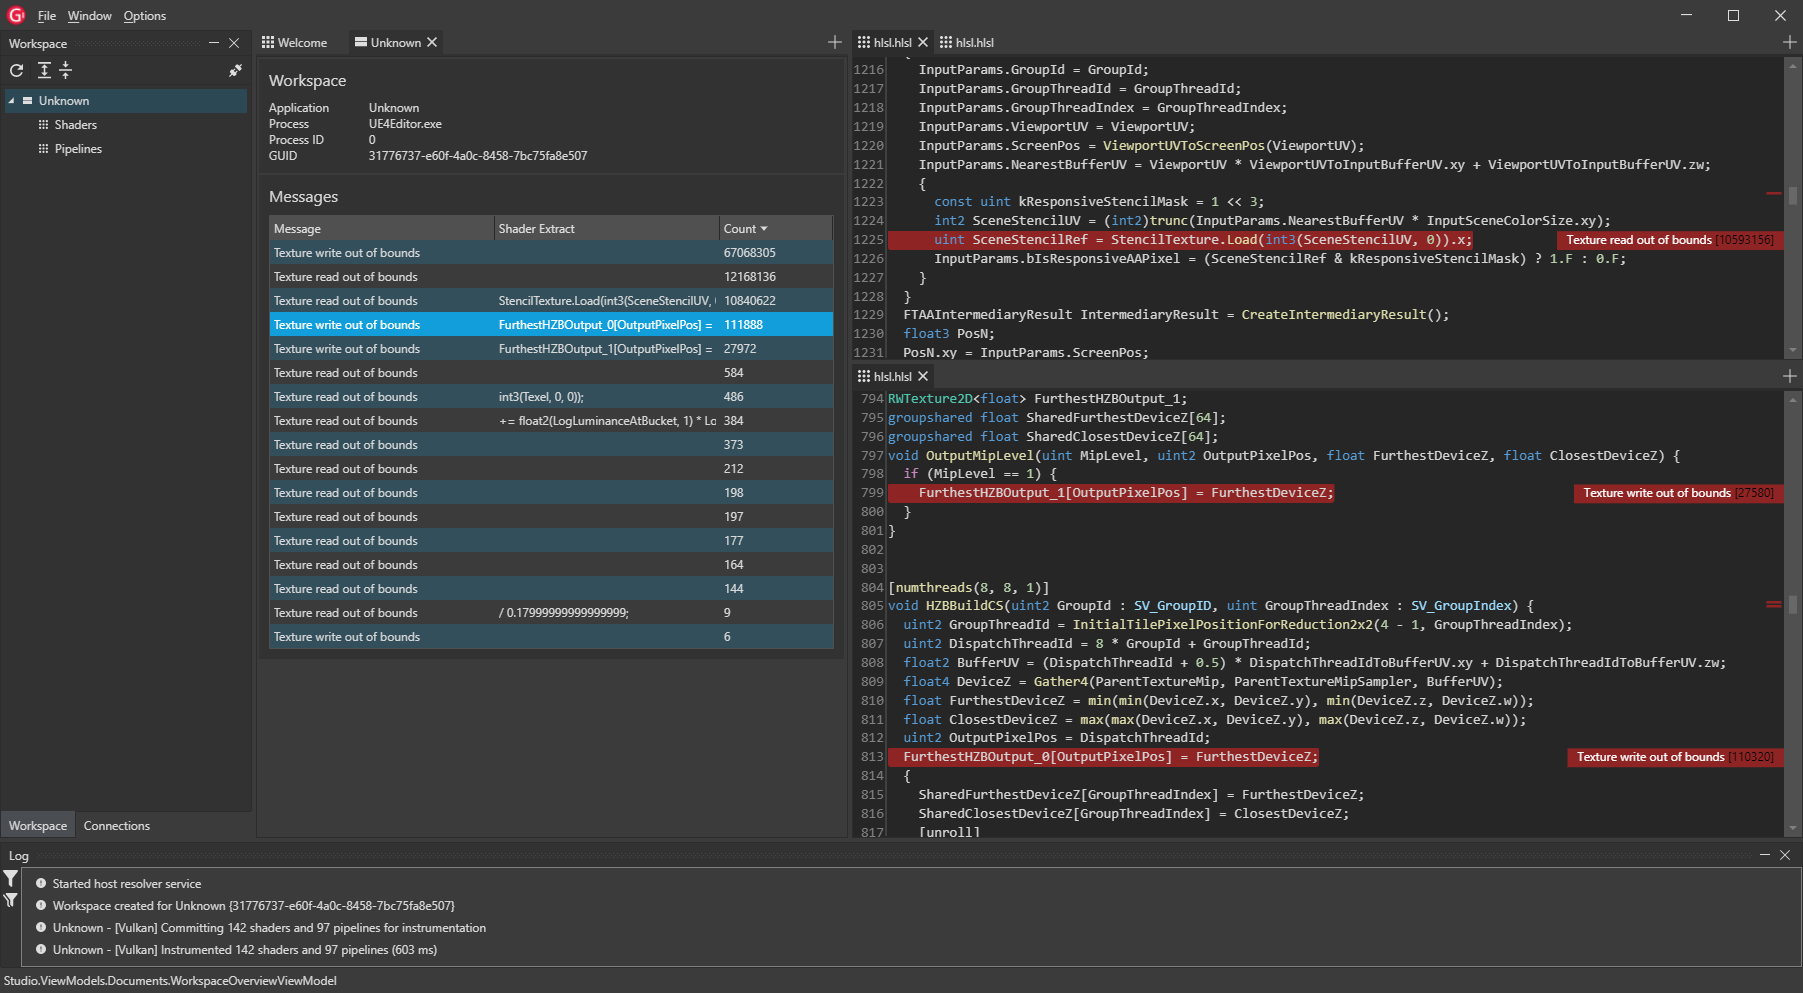 File Window Options
Workspace
Unknown
Shaders
Pipelines
Workspace Connections
Welcome Unknown
Workspace
Application Unknown
Process UE4Editor.exe
Process ID 0
GUID 31776737-e60f-4a0c-8458-7bc75fa8e507
Messages
Message Shader Extract Count
Texture write out of bounds 67068305
Texture read out of bounds 12168136
Texture read out of bounds StencilTexture.Load(int3(SceneStencilUV, 10840622
Texture write out of bounds FurthestHZBOutput_0[OutputPixelPos] = 111888
Texture write out of bounds FurthestHZBOutput_1[OutputPixelPos] = 27972
Texture read out of bounds 584
Texture read out of bounds int3(Texel, 0, 0)); 486
Texture read out of bounds += float2(LogLuminanceAtBucket, 1) * Lo 384
Texture read out of bounds 373
Texture read out of bounds 212
Texture read out of bounds 198
Texture read out of bounds 197
Texture read out of bounds 177
Texture read out of bounds 164
Texture read out of bounds 144
Texture read out of bounds / 0.17999999999999999; 9
Texture write out of bounds 6
hlsl.hlsl hlsl.hlsl
1216 InputParams.GroupId = GroupId;
1217 InputParams.GroupThreadId = GroupThreadId;
1218 InputParams.GroupThreadIndex = GroupThreadIndex;
1219 InputParams.ViewportUV = ViewportUV;
1220 InputParams.ScreenPos = ViewportUVToScreenPos(ViewportUV);
1221 InputParams.NearestBufferUV = ViewportUV * ViewportUVToInputBufferUV.xy + ViewportUVToInputBufferUV.zw;
1222 {
1223 const uint kResponsiveStencilMask = 1 << 3;
1224 int2 SceneStencilUV = (int2)trunc(InputParams.NearestBufferUV * InputSceneColorSize.xy);
1225 uint SceneStencilRef = StencilTexture.Load(int3(SceneStencilUV, 0)).x; Texture read out of bounds [10593156]
1226 InputParams.bIsResponsiveAAPixel = (SceneStencilRef & kResponsiveStencilMask) ? 1.F : 0.F;
1227 }
1228 }
1229 FTAAIntermediaryResult IntermediaryResult = CreateIntermediaryResult();
1230 float3 PosN;
1231 PosN.xy = InputParams.ScreenPos;
hlsl.hlsl
794 RWTexture2D<float> FurthestHZBOutput_1;
795 groupshared float SharedFurthestDeviceZ[64];
796 groupshared float SharedClosestDeviceZ[64];
797 void OutputMipLevel(uint MipLevel, uint2 OutputPixelPos, float FurthestDeviceZ, float ClosestDeviceZ) {
798 if (MipLevel == 1) {
799 FurthestHZBOutput_1[OutputPixelPos] = FurthestDeviceZ; Texture write out of bounds [27580]
800 }
801 }
802
803
804 [numthreads(8, 8, 1)]
805 void HZBBuildCS(uint2 GroupId : SV_GroupID, uint GroupThreadIndex : SV_GroupIndex) {
806 uint2 GroupThreadId = InitialTilePixelPositionForReduction2x2(4 - 1, GroupThreadIndex);
807 uint2 DispatchThreadId = 8 * GroupId + GroupThreadId;
808 float2 BufferUV = (DispatchThreadId + 0.5) * DispatchThreadIdToBufferUV.xy + DispatchThreadIdToBufferUV.zw;
809 float4 DeviceZ = Gather4(ParentTextureMip, ParentTextureMipSampler, BufferUV);
810 float FurthestDeviceZ = min(min(DeviceZ.x, DeviceZ.y), min(DeviceZ.z, DeviceZ.w));
811 float ClosestDeviceZ = max(max(DeviceZ.x, DeviceZ.y), max(DeviceZ.z, DeviceZ.w));
812 uint2 OutputPixelPos = DispatchThreadId;
813 FurthestHZBOutput_0[OutputPixelPos] = FurthestDeviceZ; Texture write out of bounds [110320]
814 {
815 SharedFurthestDeviceZ[GroupThreadIndex] = FurthestDeviceZ;
816 SharedClosestDeviceZ[GroupThreadIndex] = ClosestDeviceZ;
817 [unroll]
Log
Started host resolver service
Workspace created for Unknown {31776737-e60f-4a0c-8458-7bc75fa8e507}
Unknown - [Vulkan] Committing 142 shaders and 97 pipelines for instrumentation
Unknown - [Vulkan] Instrumented 142 shaders and 97 pipelines (603 ms)
Studio.ViewModels.Documents.WorkspaceOverviewViewModel